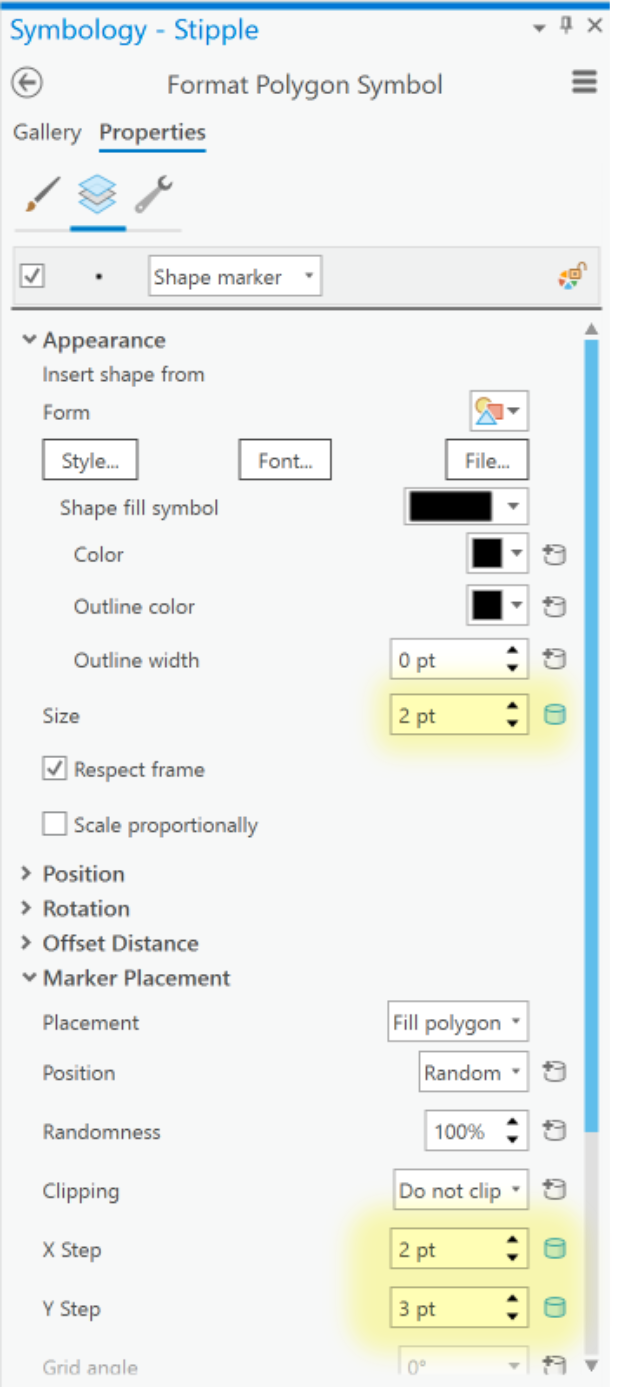 Symbology - Stipple
Format Polygon Symbol
Gallery Properties
Shape marker
Appearance
Insert shape from
Form
Style... Font... File...
Shape fill symbol
Color
Outline color
Outline width 0 pt
Size 2 pt
Respect frame
Scale proportionally
Position
Rotation
Offset Distance
Marker Placement
Placement Fill polygon
Position Random
Randomness 100%
Clipping Do not clip
X Step 2 pt
Y Step 3 pt
Grid angle 0°